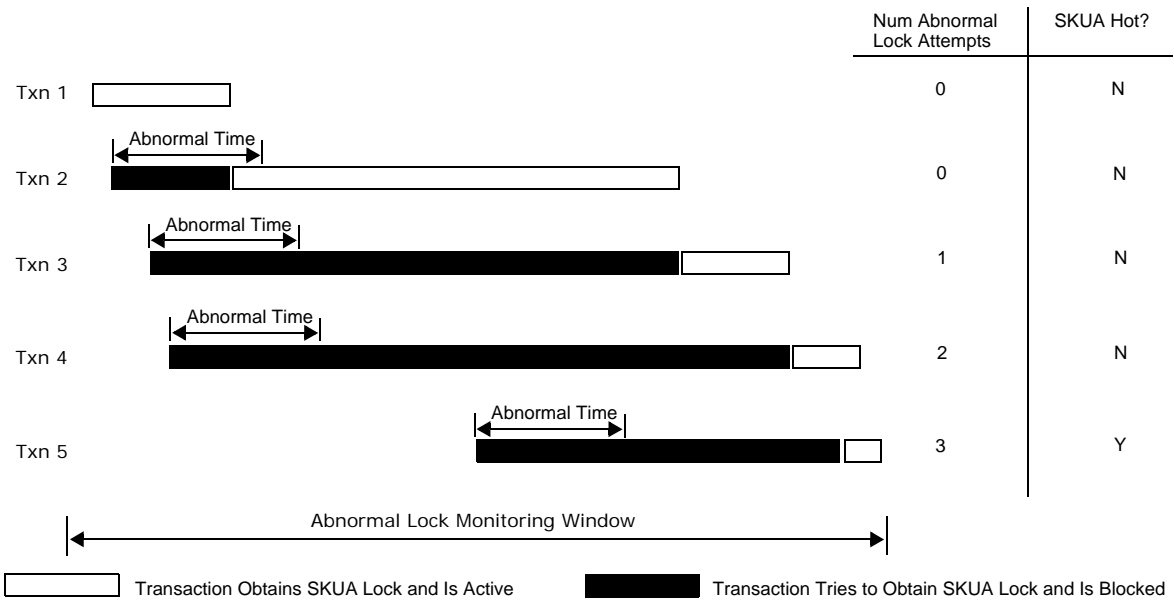 Num Abnormal
Lock Attempts
SKUA Hot?
Txn 1
0
N
Abnormal Time
Txn 2
0
N
Abnormal Time
Txn 3
1
N
Abnormal Time
Txn 4
2
N
Abnormal Time
Txn 5
3
Y
Abnormal Lock Monitoring Window
Transaction Obtains SKUA Lock and Is Active
Transaction Tries to Obtain SKUA Lock and Is Blocked